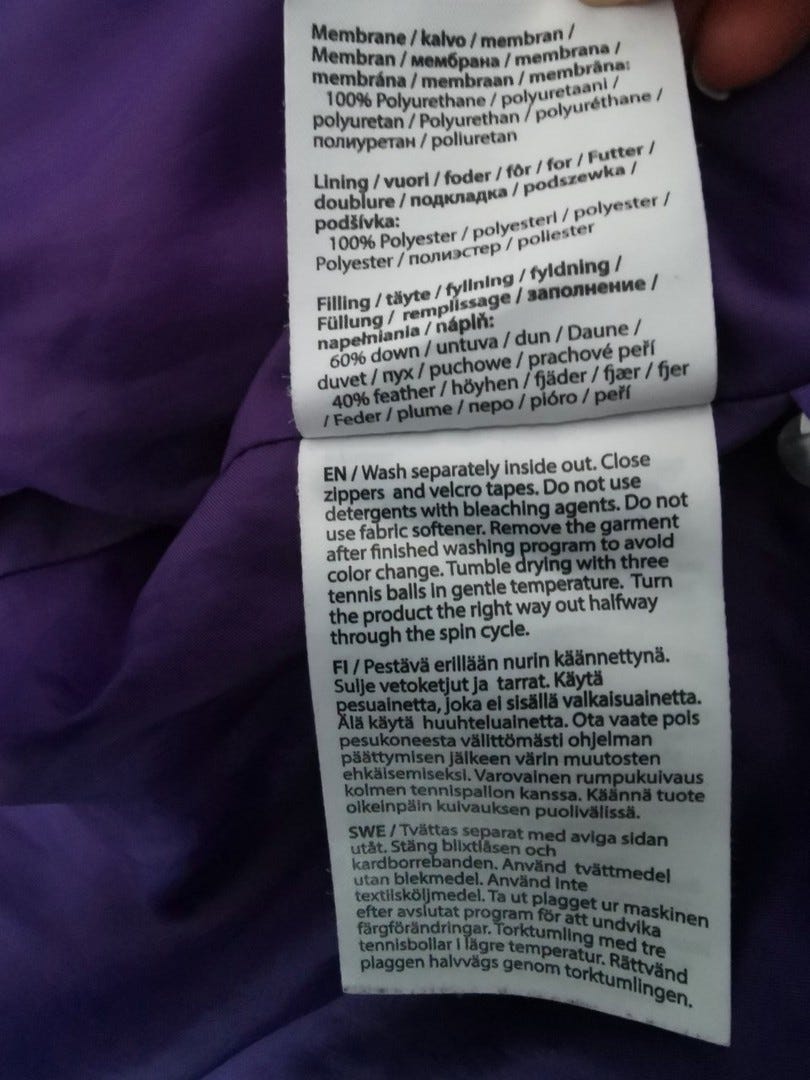 Membrane / kalvo / membran /
Membran / мембрана / membrana /
membrána / membraan / membrāna:
100% Polyurethane / polyuretaani /
polyuretan / Polyurethan / polyuréthane /
полиуретан / poliuretan
Lining / vuori / foder / fôr / for / Futter /
doublure / подкладка / podszewka /
podšívka:
100% Polyester / polyesteri / polyester /
Polyester / полиэстер / poliester
Filling / täyte / fyllning / fyldning /
Füllung / remplissage / заполнение /
napełniania / náplň:
60% down / untuva / dun / Daune /
duvet / пух / puchowe / prachové peří
40% feather / höyhen / fjäder / fjær / fjer
/ Feder / plume / перо / pióro / peří
EN / Wash separately inside out. Close
zippers and velcro tapes. Do not use
detergents with bleaching agents. Do not
use fabric softener. Remove the garment
after finished washing program to avoid
color change. Tumble drying with three
tennis balls in gentle temperature. Turn
the product the right way out halfway
through the spin cycle.
FI / Pestävä erillään nurin käännettynä.
Sulje vetoketjut ja tarrat. Käytä
pesuainetta, joka ei sisällä valkaisuainetta.
Älä käytä huuhteluainetta. Ota vaate pois
pesukoneesta välittömästi ohjelman
päättymisen jälkeen värin muutosten
ehkäisemiseksi. Varovainen rumpukuivaus
kolmen tennispallon kanssa. Käännä tuote
oikeinpäin kuivauksen puolivälissä.
SWE / Tvättas separat med aviga sidan
utåt. Stäng blixtlåsen och
kardborrebanden. Använd tvättmedel
utan blekmedel. Använd inte
textilsköljmedel. Ta ut plagget ur maskinen
efter avslutat program för att undvika
färgförändringar. Torktumling med tre
tennisbollar i lägre temperatur. Rättvänd
plaggen halvvägs genom torktumlingen.